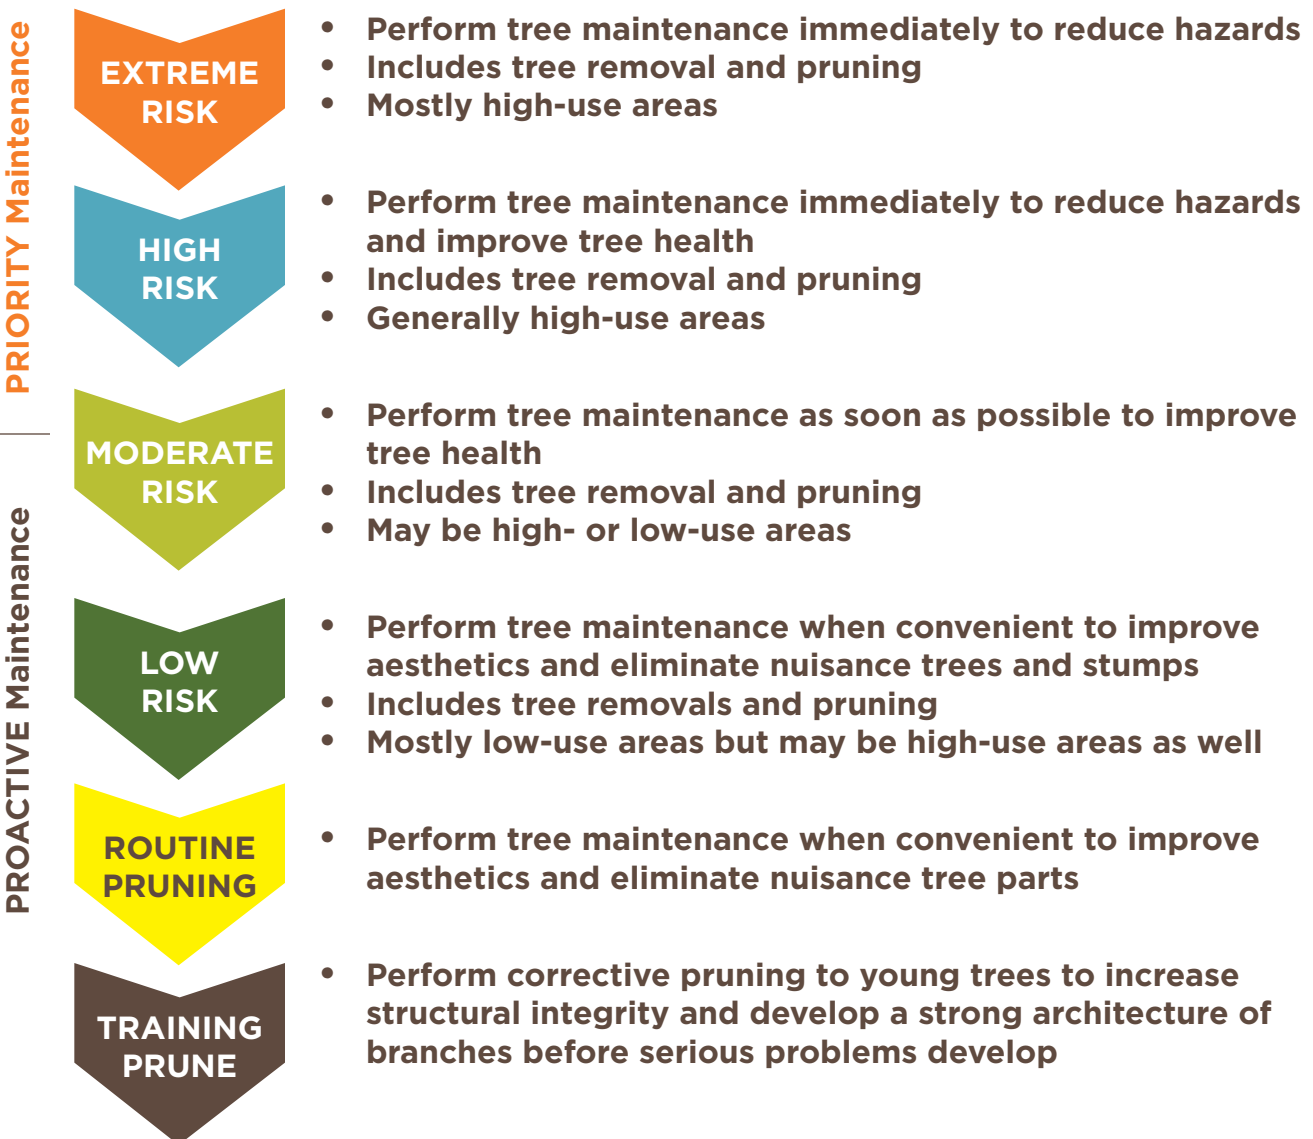 PRIORITY Maintenance
EXTREME
RISK
• Perform tree maintenance immediately to reduce hazards
• Includes tree removal and pruning
• Mostly high-use areas
HIGH
RISK
• Perform tree maintenance immediately to reduce hazards
and improve tree health
• Includes tree removal and pruning
• Generally high-use areas
PROACTIVE Maintenance
MODERATE
RISK
• Perform tree maintenance as soon as possible to improve
tree health
• Includes tree removal and pruning
• May be high- or low-use areas
LOW
RISK
• Perform tree maintenance when convenient to improve
aesthetics and eliminate nuisance trees and stumps
• Includes tree removals and pruning
• Mostly low-use areas but may be high-use areas as well
ROUTINE
PRUNING
• Perform tree maintenance when convenient to improve
aesthetics and eliminate nuisance tree parts
TRAINING
PRUNE
• Perform corrective pruning to young trees to increase
structural integrity and develop a strong architecture of
branches before serious problems develop